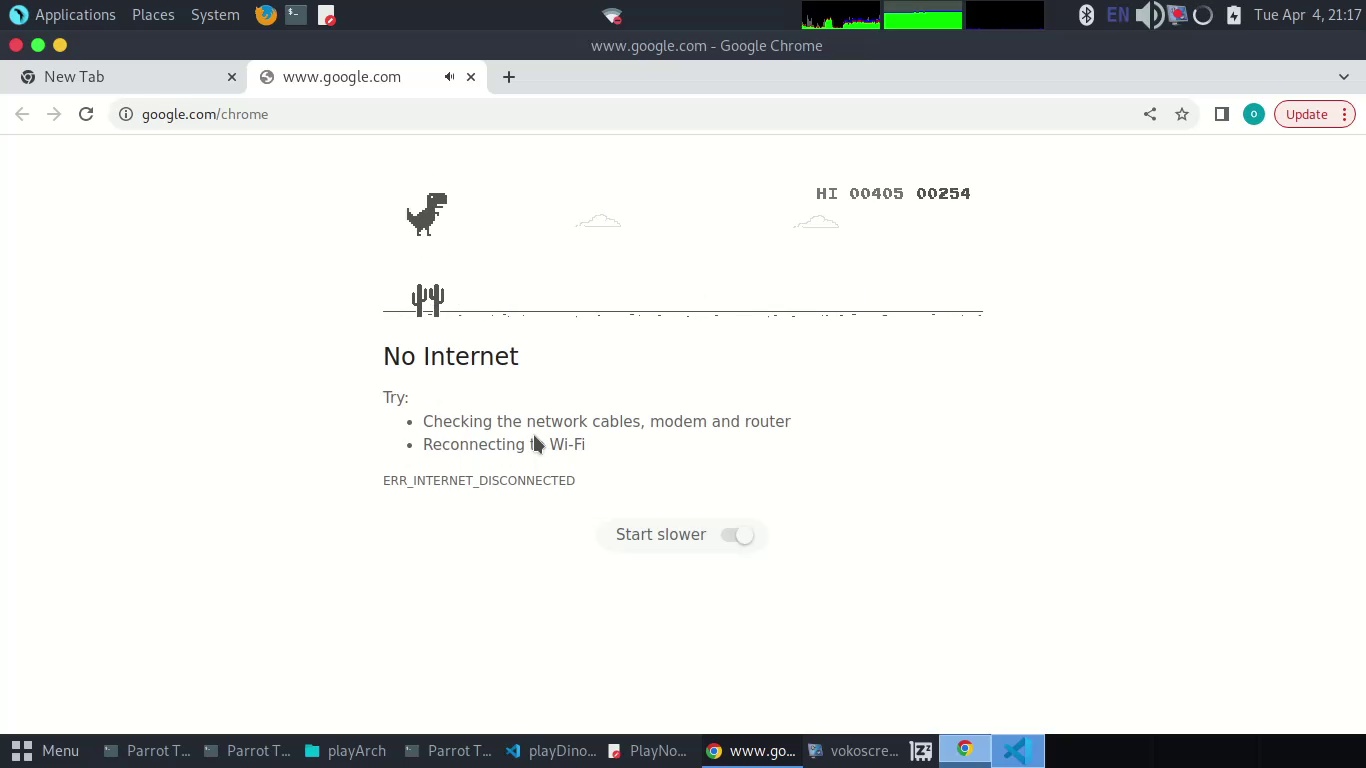 Applications Places System EN Tue Apr 4, 21:17
www.google.com - Google Chrome
New Tab www.google.com
google.com/chrome O Update
HI 00405 00254
No Internet
Try:
Checking the network cables, modem and router
Reconnecting Wi-Fi
ERR_INTERNET_DISCONNECTED
Start slower
Menu Parrot T... Parrot T... playArch Parrot T... playDino... PlayNo... www.go... vokoscre...